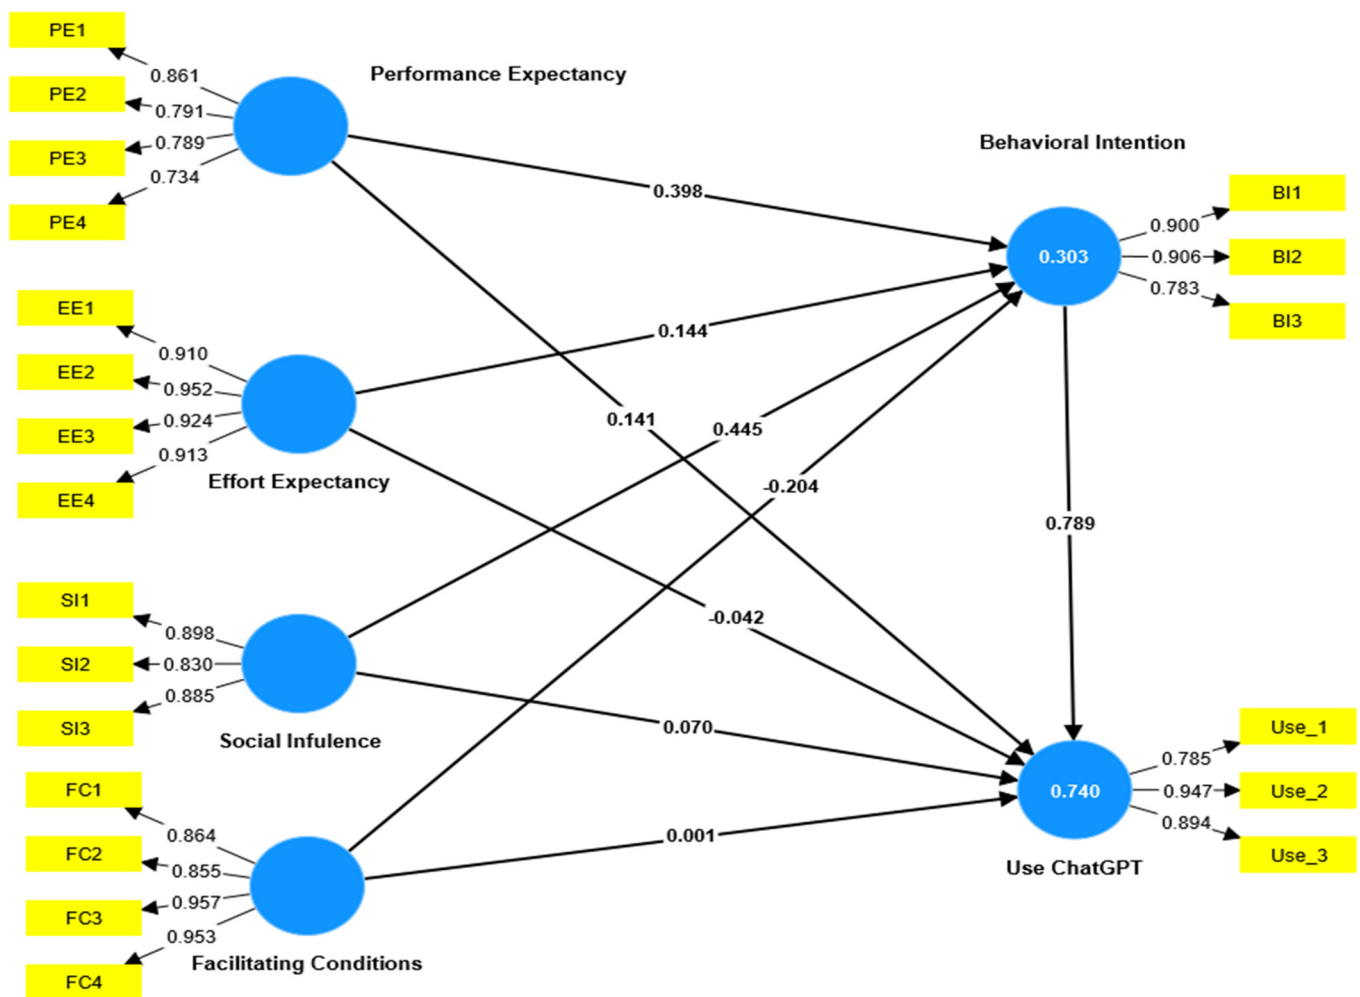 PE1
0.861
PE2
0.791
PE3
0.789
0.734
PE4
Performance Expectancy
EE1
0.910
EE2
0.952
0.924
EE3
0.913
EE4
Effort Expectancy
SI1
0.898
SI2
0.830
0.885
SI3
Social Infulence
FC1
0.864
FC2
0.855
0.957
FC3
0.953
FC4
Facilitating Conditions
0.398
0.144
0.141
0.445
-0.204
-0.042
0.070
0.001
0.789
Behavioral Intention
0.303
BI1
0.900
0.906
BI2
0.783
BI3
0.740
Use ChatGPT
Use_1
0.785
0.947
Use_2
0.894
Use_3